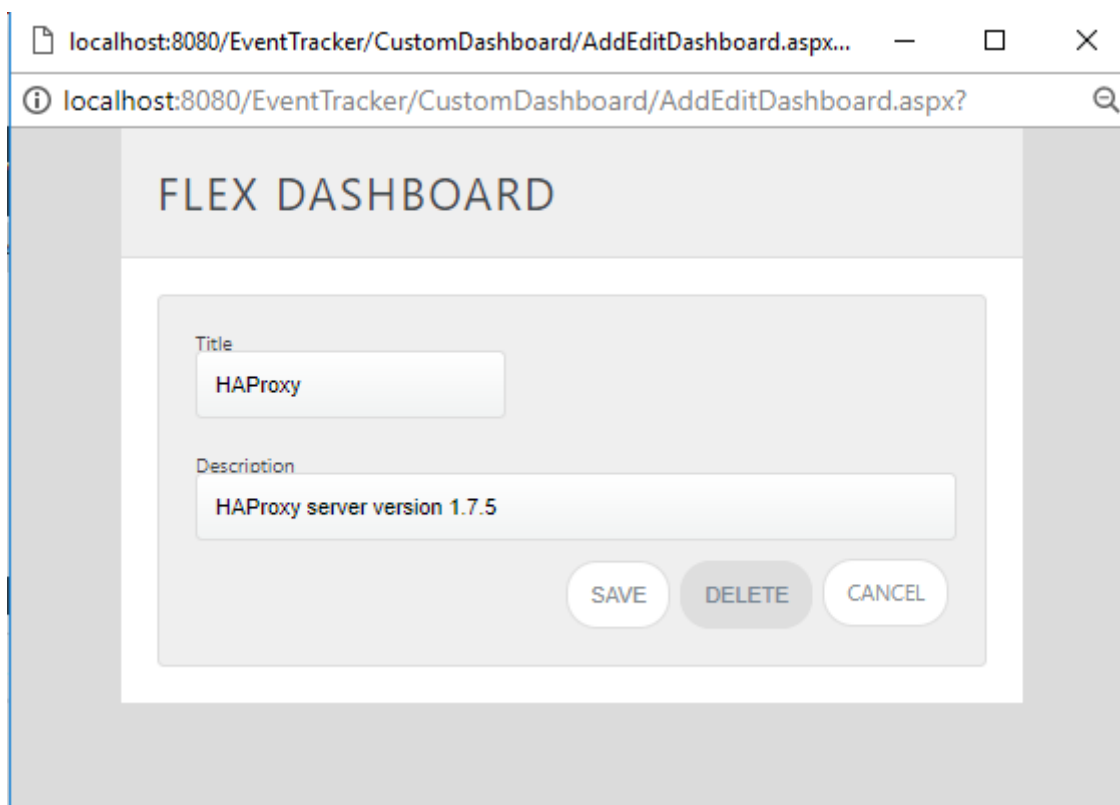 localhost:8080/EventTracker/CustomDashboard/AddEditDashboard.aspx...
localhost:8080/EventTracker/CustomDashboard/AddEditDashboard.aspx?
FLEX DASHBOARD
Title
HAProxy
Description
HAProxy server version 1.7.5
SAVE DELETE CANCEL